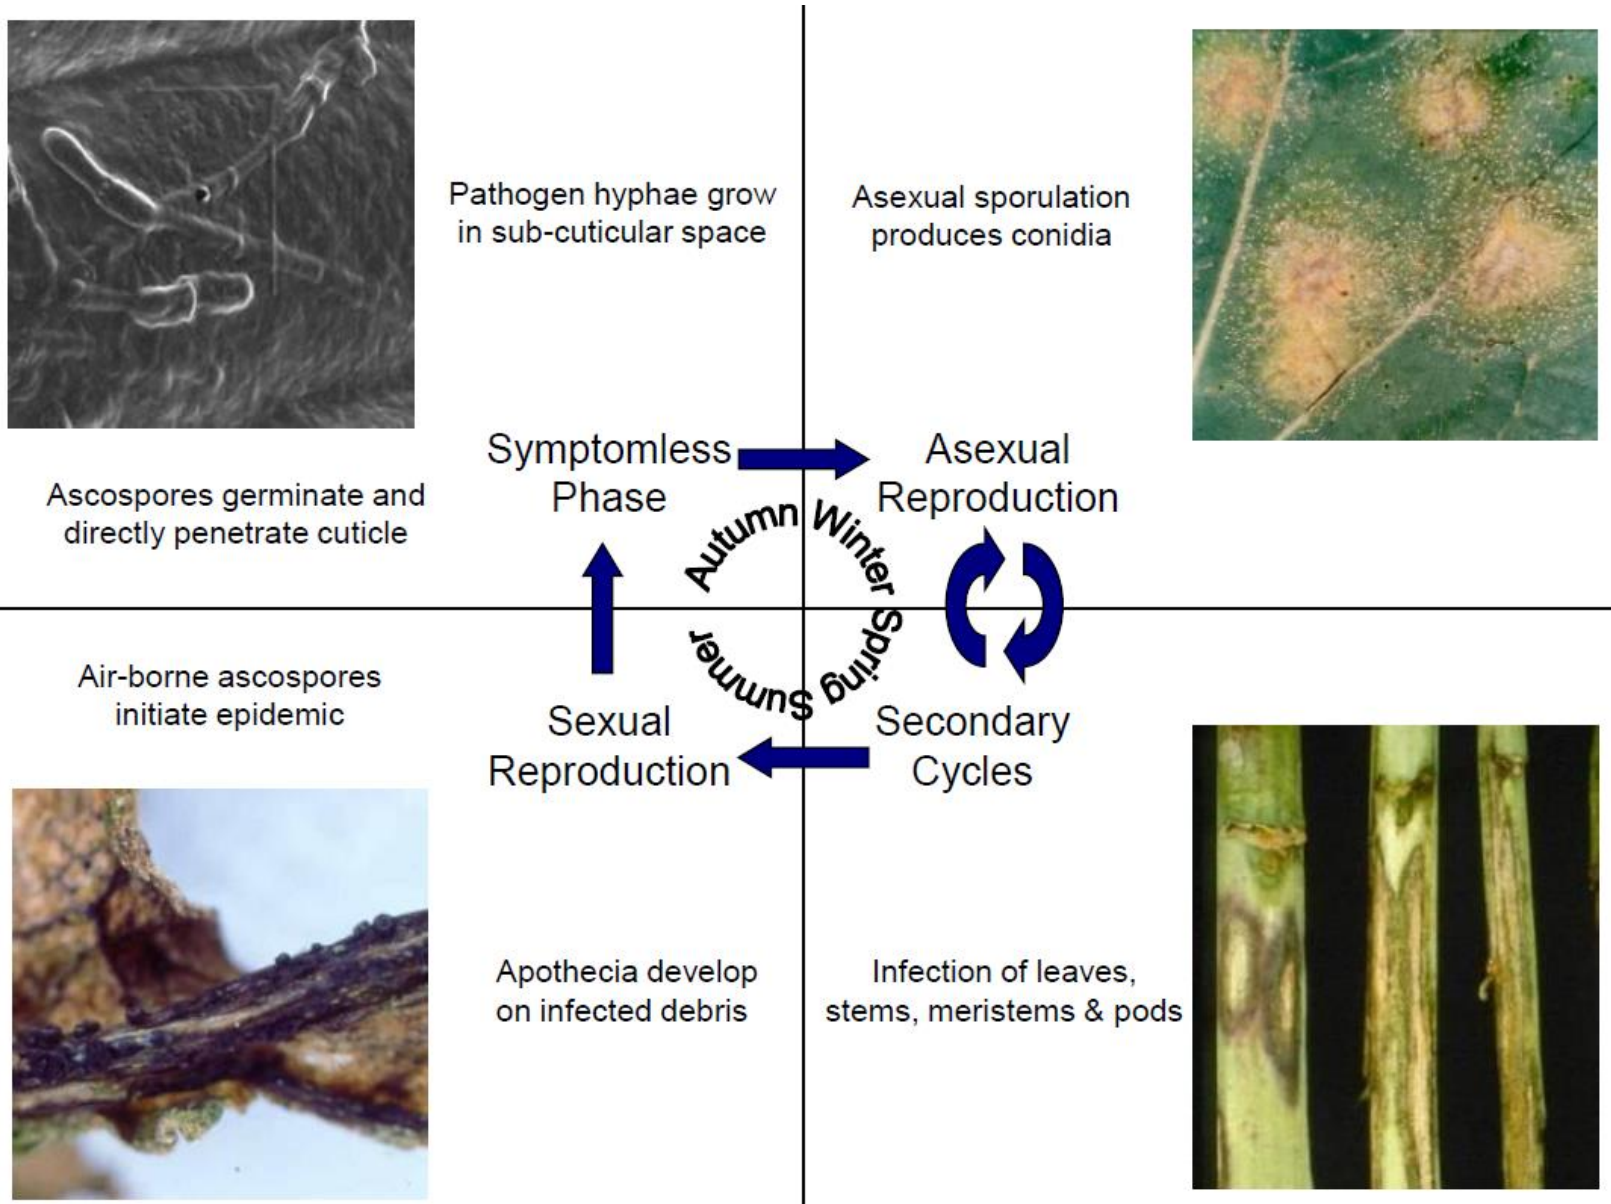 Pathogen hyphae grow
in sub-cuticular space
Asexual sporulation
produces conidia
Symptomless
Phase
Asexual
Reproduction
Ascospores germinate and
directly penetrate cuticle
Autumn Winter Spring Summer
Air-borne ascospores
initiate epidemic
Sexual
Reproduction
Secondary
Cycles
Apothecia develop
on infected debris
Infection of leaves,
stems, meristems & pods